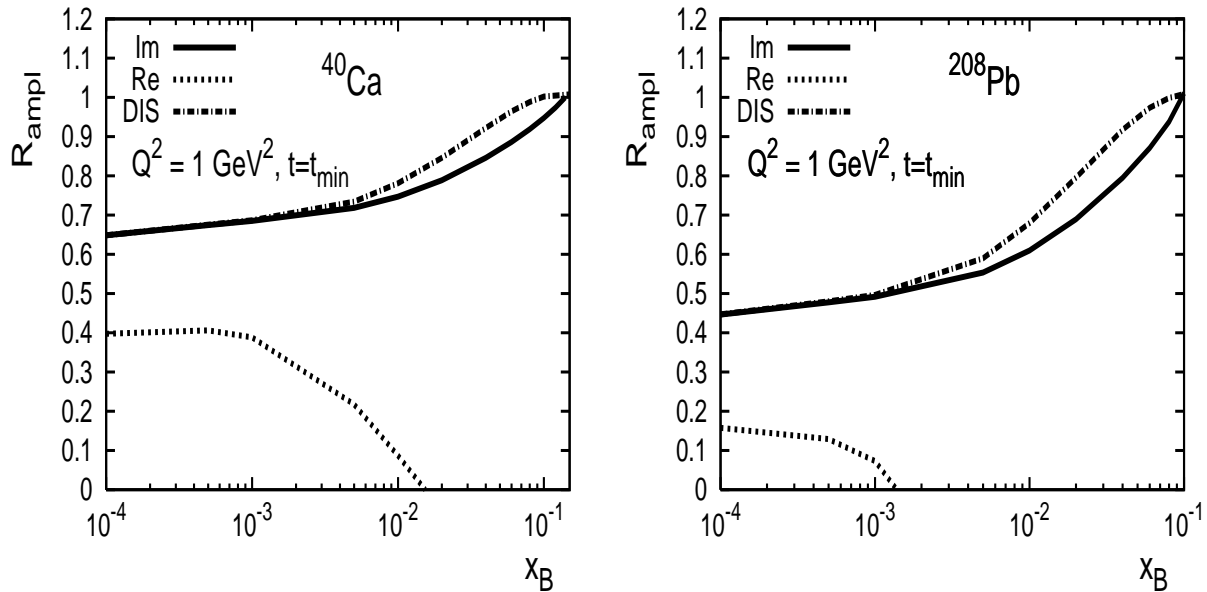 1.2
1.1
1
0.9
0.8
0.7
0.6
0.5
0.4
0.3
0.2
0.1
0
R_ampl
Im
Re
DIS
⁴⁰Ca
Q² = 1 GeV², t=t_min
10⁻⁴ 10⁻³ 10⁻² 10⁻¹
x_B
1.2
1.1
1
0.9
0.8
0.7
0.6
0.5
0.4
0.3
0.2
0.1
0
R_ampl
Im
Re
DIS
²⁰⁸Pb
Q² = 1 GeV², t=t_min
10⁻⁴ 10⁻³ 10⁻² 10⁻¹
x_B